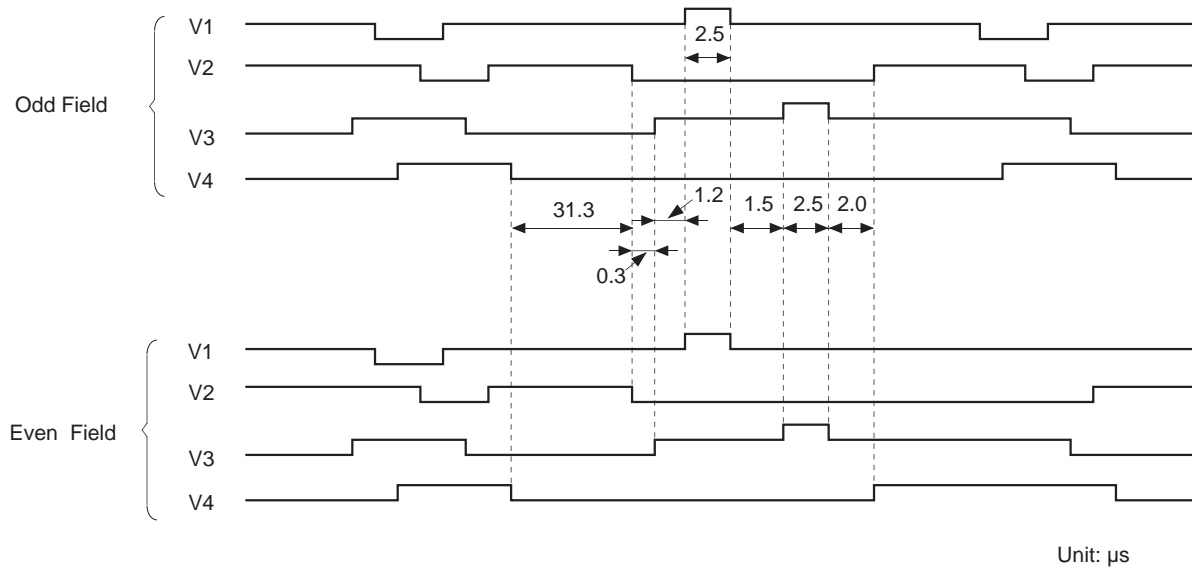 Odd Field
V1
2.5
V2
V3
V4
31.3
1.2
1.5
2.5
2.0
0.3
Even Field
V1
V2
V3
V4
Unit: µs